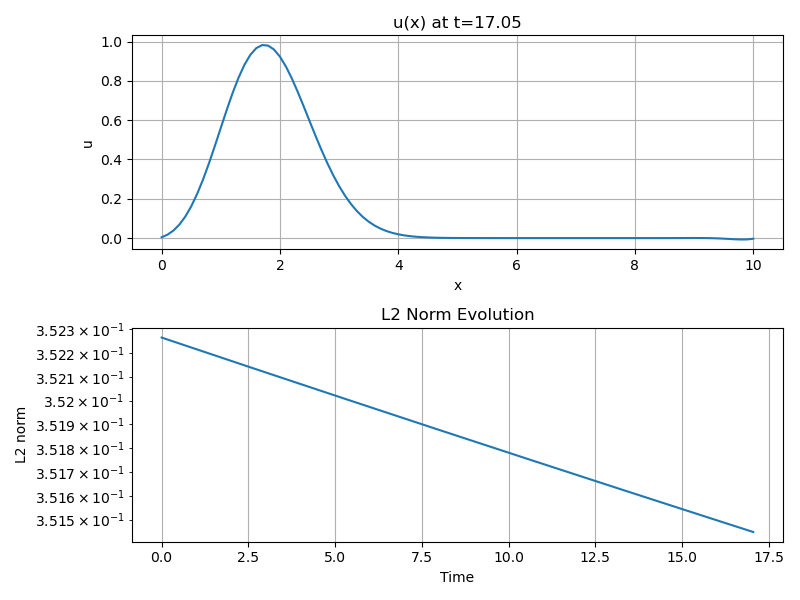 u(x) at t=17.05
u
1.0
0.8
0.6
0.4
0.2
0.0
0 2 4 6 8 10
x
L2 Norm Evolution
L2 norm
3.523 × 10⁻¹
3.522 × 10⁻¹
3.521 × 10⁻¹
3.52 × 10⁻¹
3.519 × 10⁻¹
3.518 × 10⁻¹
3.517 × 10⁻¹
3.516 × 10⁻¹
3.515 × 10⁻¹
0.0 2.5 5.0 7.5 10.0 12.5 15.0 17.5
Time